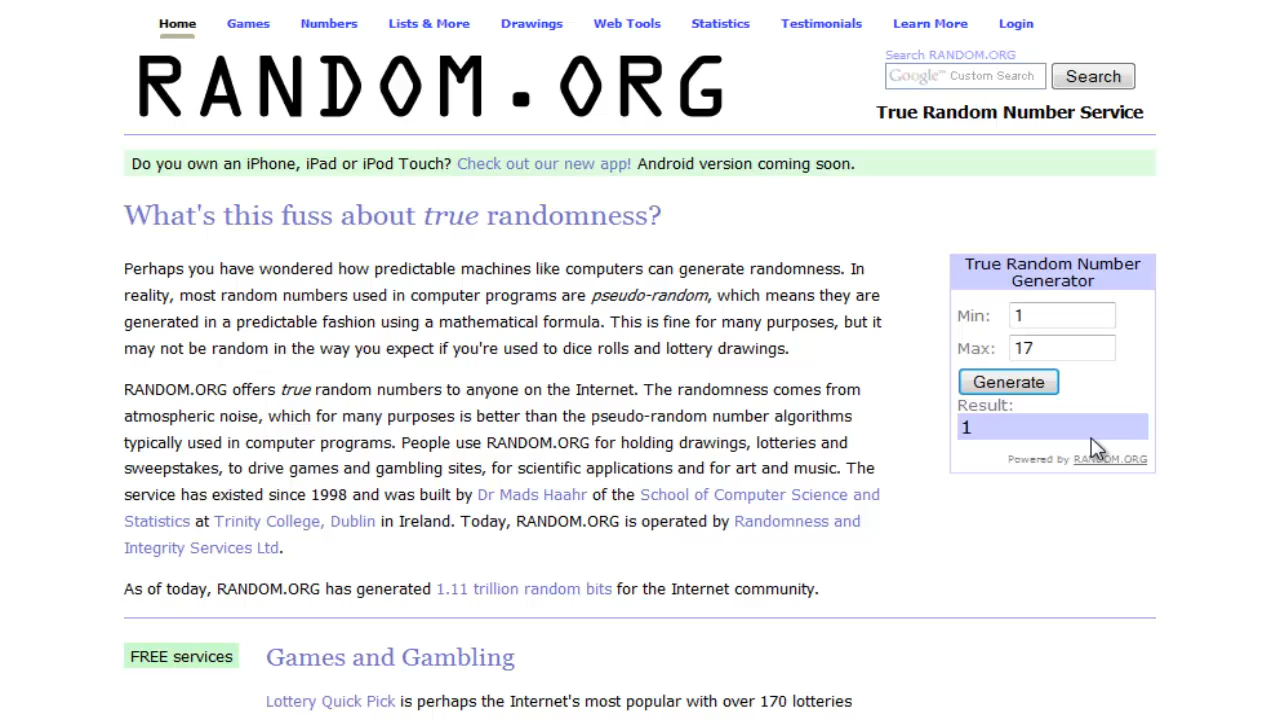 Home Games Numbers Lists & More Drawings Web Tools Statistics Testimonials Learn More Login
RANDOM.ORG
Search RANDOM.ORG
Google™ Custom Search Search
True Random Number Service
Do you own an iPhone, iPad or iPod Touch? Check out our new app! Android version coming soon.
What's this fuss about true randomness?
Perhaps you have wondered how predictable machines like computers can generate randomness. In
reality, most random numbers used in computer programs are pseudo-random, which means they are
generated in a predictable fashion using a mathematical formula. This is fine for many purposes, but it
may not be random in the way you expect if you're used to dice rolls and lottery drawings.
RANDOM.ORG offers true random numbers to anyone on the Internet. The randomness comes from
atmospheric noise, which for many purposes is better than the pseudo-random number algorithms
typically used in computer programs. People use RANDOM.ORG for holding drawings, lotteries and
sweepstakes, to drive games and gambling sites, for scientific applications and for art and music. The
service has existed since 1998 and was built by Dr Mads Haahr of the School of Computer Science and
Statistics at Trinity College, Dublin in Ireland. Today, RANDOM.ORG is operated by Randomness and
Integrity Services Ltd.
As of today, RANDOM.ORG has generated 1.11 trillion random bits for the Internet community.
True Random Number
Generator
Min: 1
Max: 17
Generate
Result:
1
Powered by RANDOM.ORG
FREE services
Games and Gambling
Lottery Quick Pick is perhaps the Internet's most popular with over 170 lotteries